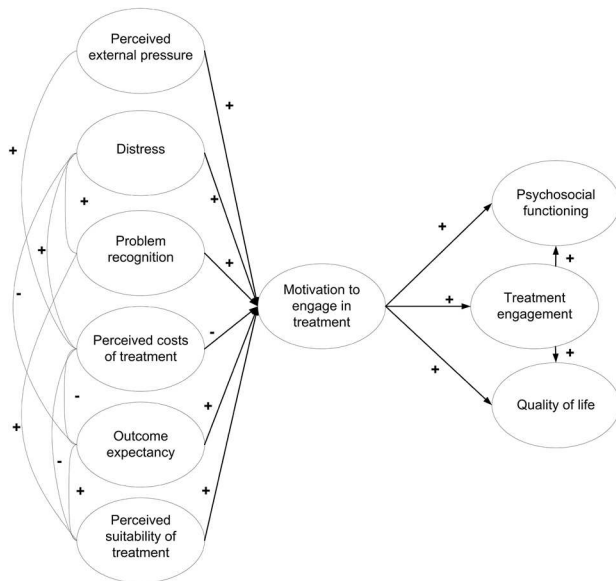 Perceived
external pressure
+
+
Distress
+
+
Psychosocial
functioning
+
+
Problem
recognition
+
+
+
-
Motivation to
engage in
treatment
+
Treatment
engagement
Perceived costs
of treatment
-
+
+
-
+
Quality of life
+
Outcome
expectancy
-
+
+
Perceived
suitability of
treatment